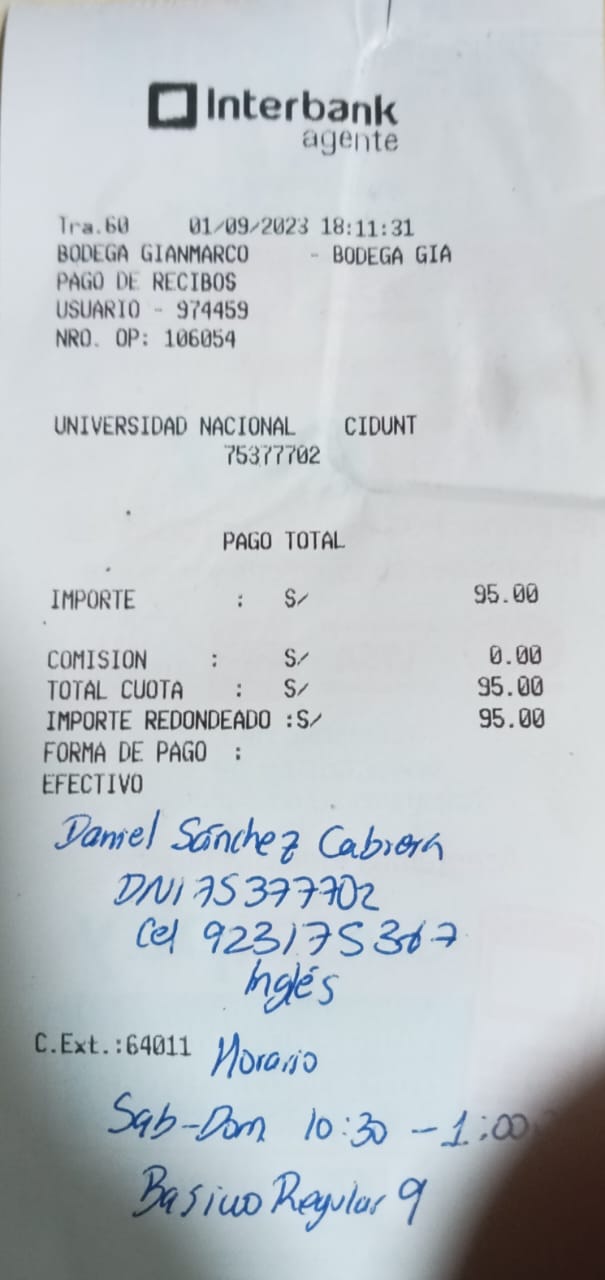 Interbank
agente
Tra.60 01/09/2023 18:11:31
BODEGA GIANMARCO - BODEGA GIA
PAGO DE RECIBOS
USUARIO - 974459
NRO. OP: 106054
UNIVERSIDAD NACIONAL CIDUNT
75377702
PAGO TOTAL
IMPORTE : S/ 95.00
COMISION : S/ 0.00
TOTAL CUOTA : S/ 95.00
IMPORTE REDONDEADO :S/ 95.00
FORMA DE PAGO :
EFECTIVO
Daniel Sánchez Cabrera
DNI 75377702
Cel 923175367
Inglés
C.Ext.:64011 Horario
Sab-Dom 10:30 - 1:00
Basico Regular 9